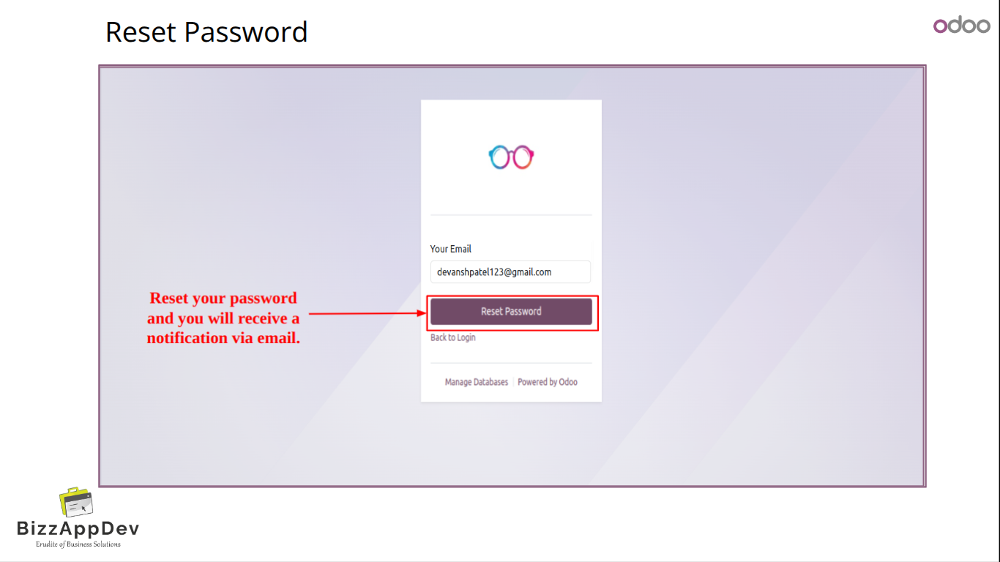 Reset Password
odoo
Your Email
devanshpatel123@gmail.com
Reset your password
and you will receive a
notification via email.
Reset Password
Back to Login
Manage Databases | Powered by Odoo
BizzAppDev
Erudite of Business Solutions